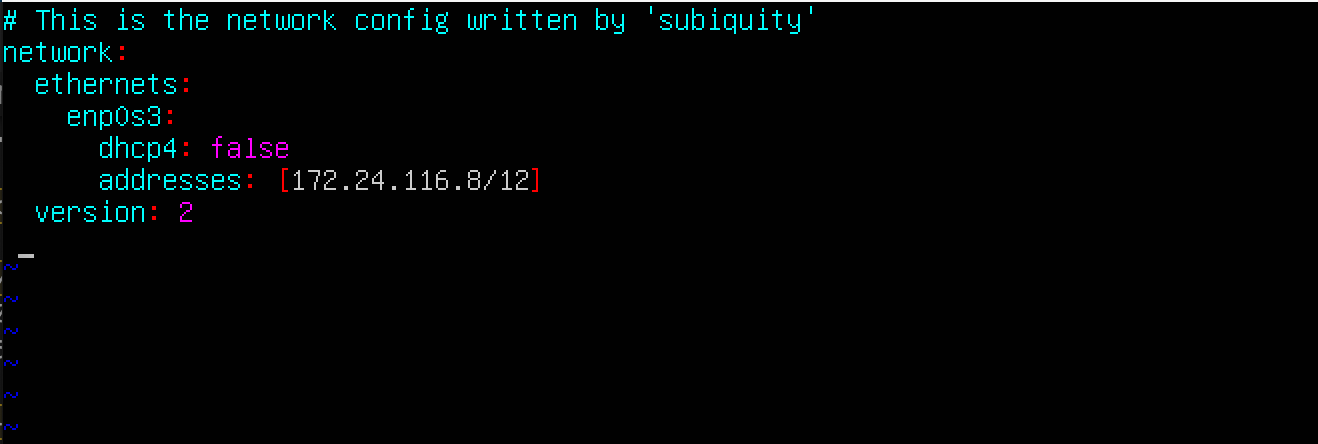 # This is the network config written by 'subiquity'
network:
  ethernets:
    enp0s3:
      dhcp4: false
      addresses: [172.24.116.8/12]
  version: 2
~
~
~
~
~
~